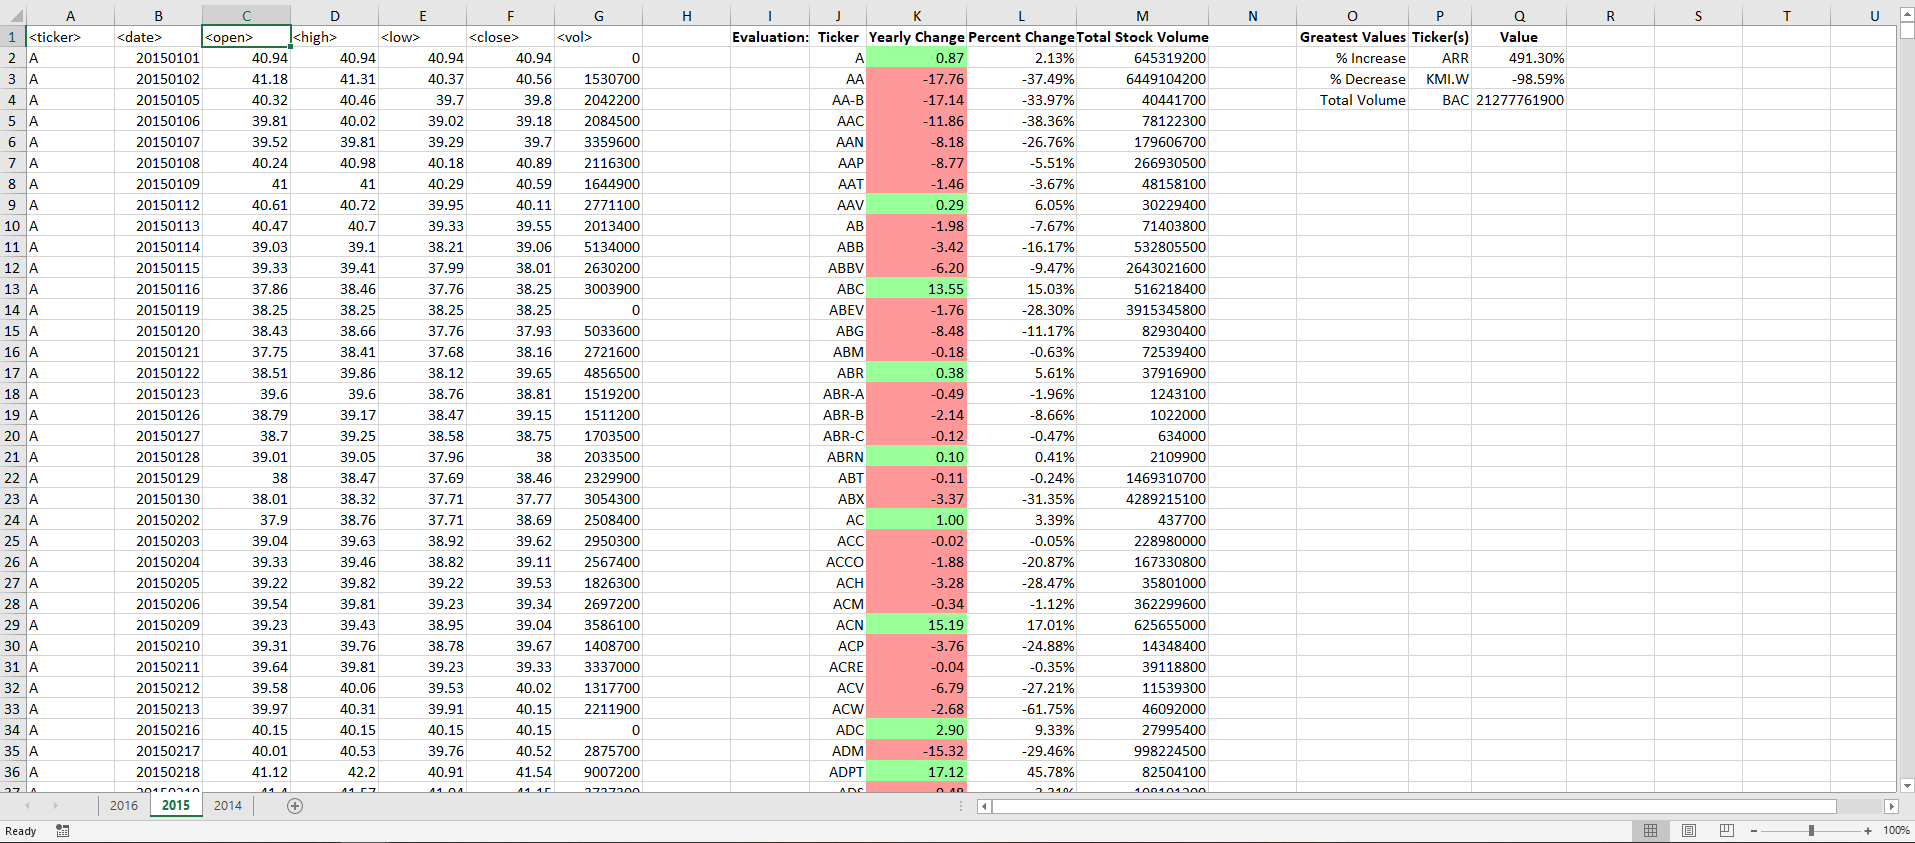 A B C D E F G H I J K L M N O P Q R S T U
1 <ticker> <date> <open> <high> <low> <close> <vol> Evaluation: Ticker Yearly Change Percent Change Total Stock Volume Greatest Values Ticker(s) Value
2 A 20150101 40.94 40.94 40.94 40.94 0 A 0.87 2.13% 645319200 % Increase ARR 491.30%
3 A 20150102 41.18 41.31 40.37 40.56 1530700 AA -17.76 -37.49% 6449104200 % Decrease KMI.W -98.59%
4 A 20150105 40.32 40.46 39.7 39.8 2042200 AA-B -17.14 -33.97% 40441700 Total Volume BAC 21277761900
5 A 20150106 39.81 40.02 39.02 39.18 2084500 AAC -11.86 -38.36% 78122300
6 A 20150107 39.52 39.81 39.29 39.7 3359600 AAN -8.18 -26.76% 179606700
7 A 20150108 40.24 40.98 40.18 40.89 2116300 AAP -8.77 -5.51% 266930500
8 A 20150109 41 41 40.29 40.59 1644900 AAT -1.46 -3.67% 48158100
9 A 20150112 40.61 40.72 39.95 40.11 2771100 AAV 0.29 6.05% 30229400
10 A 20150113 40.47 40.7 39.33 39.55 2013400 AB -1.98 -7.67% 71403800
11 A 20150114 39.03 39.1 38.21 39.06 5134000 ABB -3.42 -16.17% 532805500
12 A 20150115 39.33 39.41 37.99 38.01 2630200 ABBV -6.20 -9.47% 2643021600
13 A 20150116 37.86 38.46 37.76 38.25 3003900 ABC 13.55 15.03% 516218400
14 A 20150119 38.25 38.25 38.25 38.25 0 ABEV -1.76 -28.30% 3915345800
15 A 20150120 38.43 38.66 37.76 37.93 5033600 ABG -8.48 -11.17% 82930400
16 A 20150121 37.75 38.41 37.68 38.16 2721600 ABM -0.18 -0.63% 72539400
17 A 20150122 38.51 39.86 38.12 39.65 4856500 ABR 0.38 5.61% 37916900
18 A 20150123 39.6 39.6 38.76 38.81 1519200 ABR-A -0.49 -1.96% 1243100
19 A 20150126 38.79 39.17 38.47 39.15 1511200 ABR-B -2.14 -8.66% 1022000
20 A 20150127 38.7 39.25 38.58 38.75 1703500 ABR-C -0.12 -0.47% 634000
21 A 20150128 39.01 39.05 37.96 38 2033500 ABRN 0.10 0.41% 2109900
22 A 20150129 38 38.47 37.69 38.46 2329900 ABT -0.11 -0.24% 1469310700
23 A 20150130 38.01 38.32 37.71 37.77 3054300 ABX -3.37 -31.35% 4289215100
24 A 20150202 37.9 38.76 37.71 38.69 2508400 AC 1.00 3.39% 437700
25 A 20150203 39.04 39.63 38.92 39.62 2950300 ACC -0.02 -0.05% 228980000
26 A 20150204 39.33 39.46 38.82 39.11 2567400 ACCO -1.88 -20.87% 167330800
27 A 20150205 39.22 39.82 39.22 39.53 1826300 ACH -3.28 -28.47% 35801000
28 A 20150206 39.54 39.81 39.23 39.34 2697200 ACM -0.34 -1.12% 362299600
29 A 20150209 39.23 39.43 38.95 39.04 3586100 ACN 15.19 17.01% 625655000
30 A 20150210 39.31 39.76 38.78 39.67 1408700 ACP -3.76 -24.88% 14348400
31 A 20150211 39.64 39.81 39.23 39.33 3337000 ACRE -0.04 -0.35% 39118800
32 A 20150212 39.58 40.06 39.53 40.02 1317700 ACV -6.79 -27.21% 11539300
33 A 20150213 39.97 40.31 39.91 40.15 2211900 ACW -2.68 -61.75% 46092000
34 A 20150216 40.15 40.15 40.15 40.15 0 ADC 2.90 9.33% 27995400
35 A 20150217 40.01 40.53 39.76 40.52 2875700 ADM -15.32 -29.46% 998224500
36 A 20150218 41.12 42.2 40.91 41.54 9007200 ADPT 17.12 45.78% 82504100
2016 2015 2014
Ready 100%